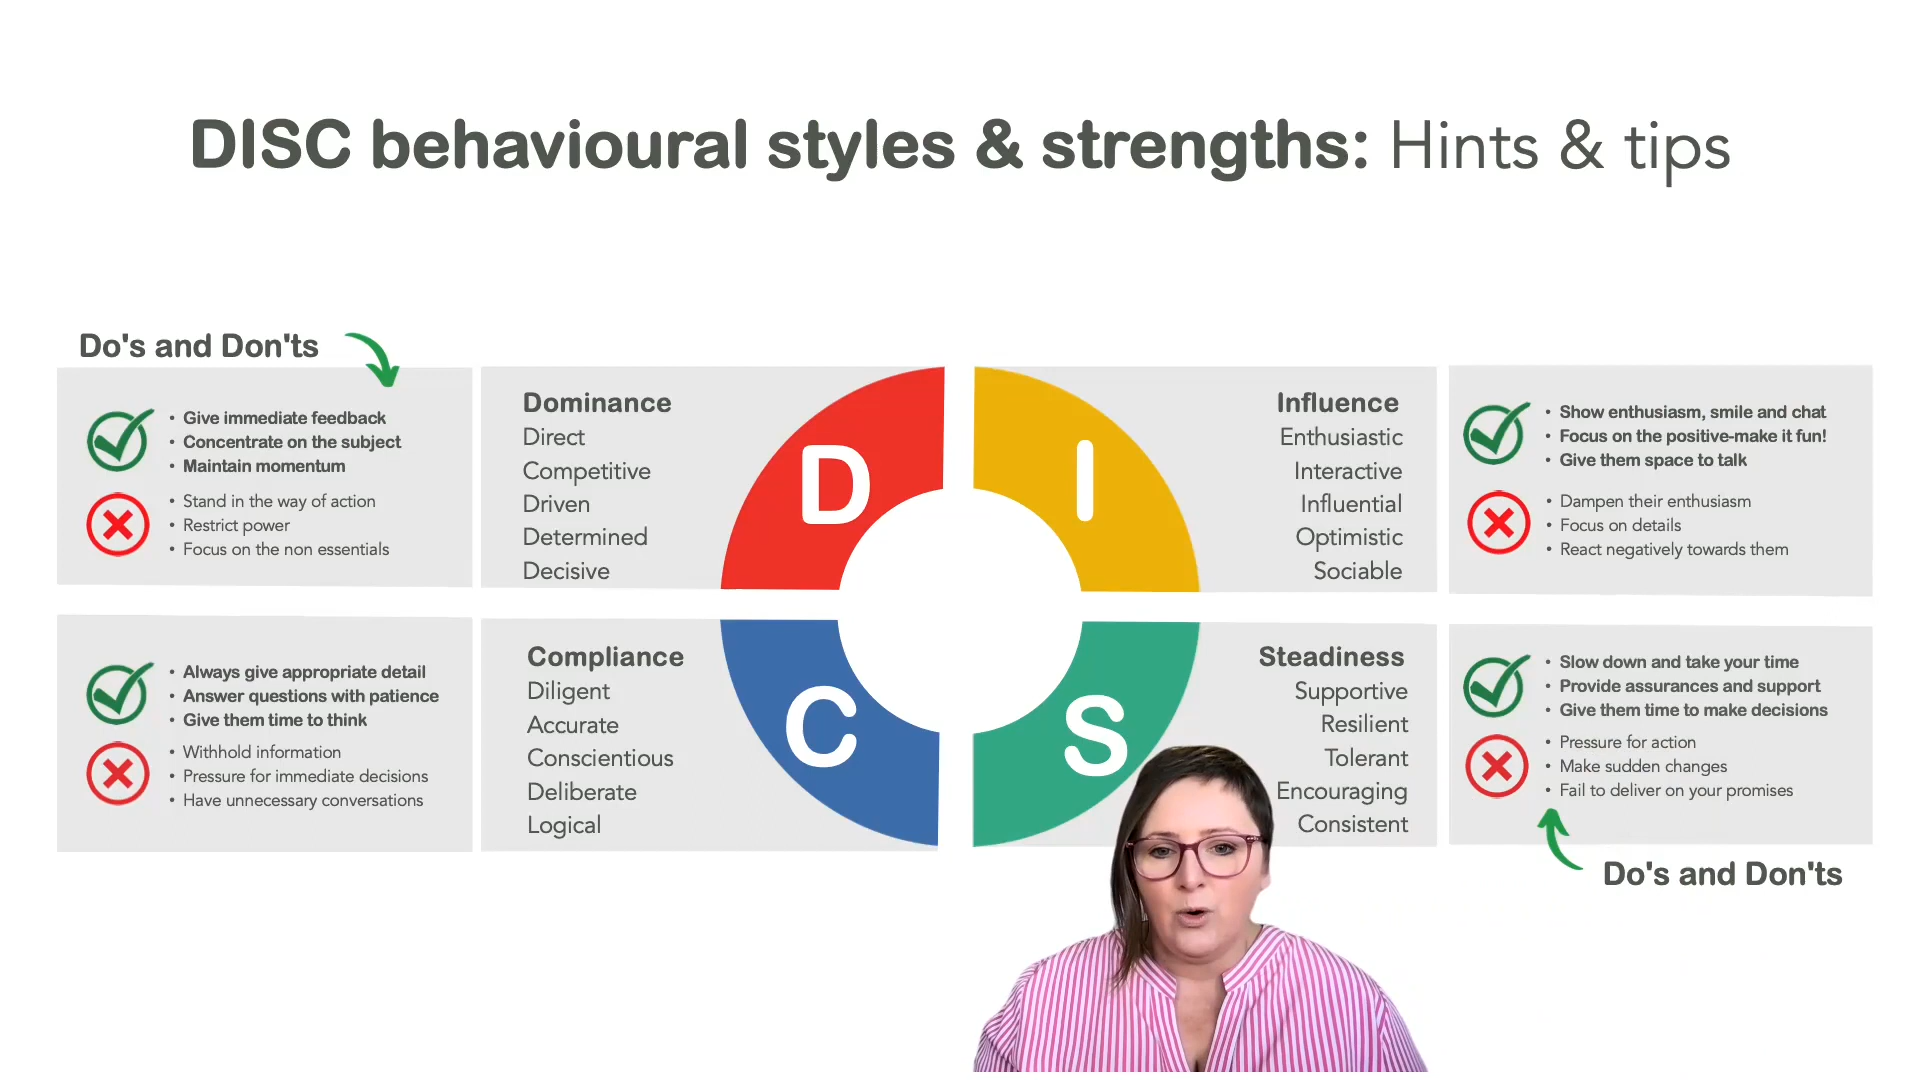 DISC behavioural styles & strengths: Hints & tips
Do's and Don'ts
• Give immediate feedback
• Concentrate on the subject
• Maintain momentum
• Stand in the way of action
• Restrict power
• Focus on the non essentials
Dominance
Direct
Competitive
Driven
Determined
Decisive
D
I
Influence
Enthusiastic
Interactive
Influential
Optimistic
Sociable
• Show enthusiasm, smile and chat
• Focus on the positive-make it fun!
• Give them space to talk
• Dampen their enthusiasm
• Focus on details
• React negatively towards them
• Always give appropriate detail
• Answer questions with patience
• Give them time to think
• Withhold information
• Pressure for immediate decisions
• Have unnecessary conversations
Compliance
Diligent
Accurate
Conscientious
Deliberate
Logical
C
S
Steadiness
Supportive
Resilient
Tolerant
Encouraging
Consistent
• Slow down and take your time
• Provide assurances and support
• Give them time to make decisions
• Pressure for action
• Make sudden changes
• Fail to deliver on your promises
Do's and Don'ts